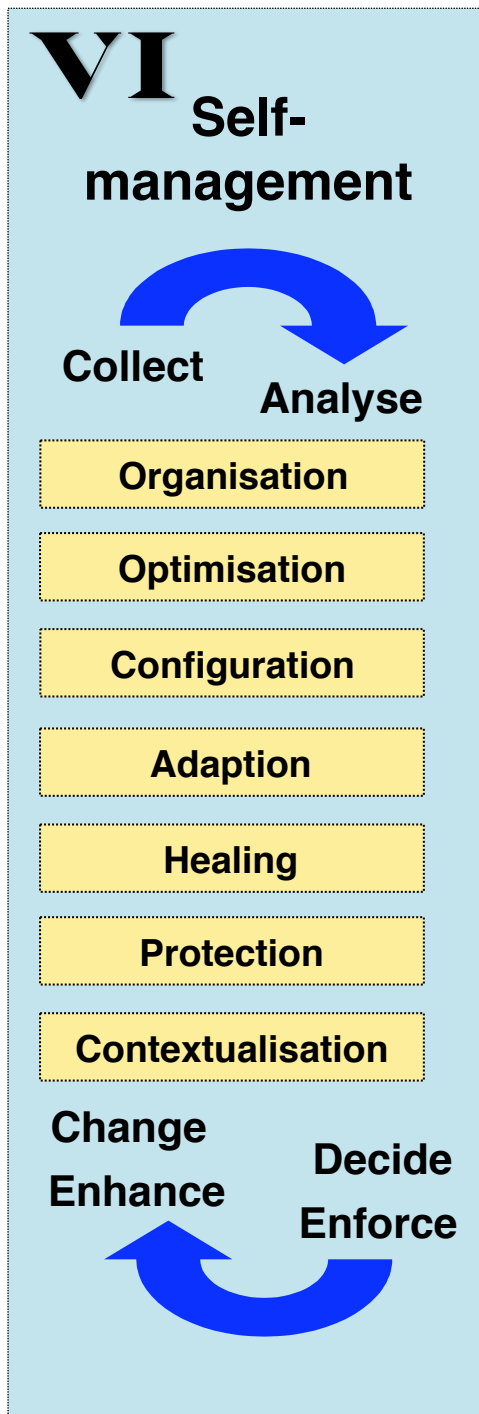 VI
Self-
management
Collect
Analyse
Organisation
Optimisation
Configuration
Adaption
Healing
Protection
Contextualisation
Change
Enhance
Decide
Enforce